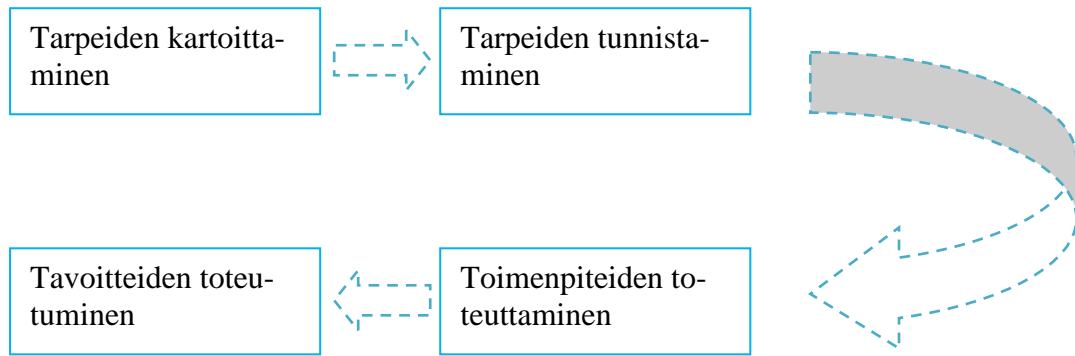 Tarpeiden kartoitta-
minen
Tarpeiden tunnista-
minen
Tavoitteiden toteu-
tuminen
Toimenpiteiden to-
teuttaminen